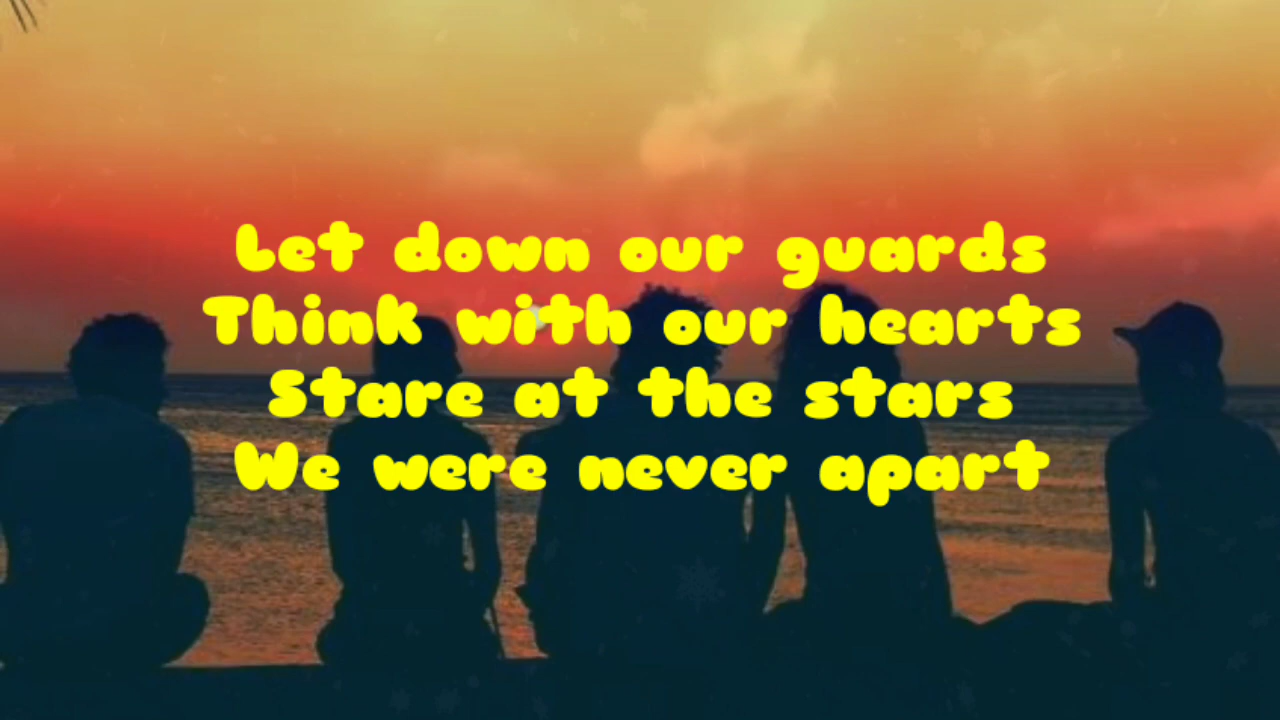 Let down our guards
Think with our hearts
Stare at the stars
We were never apart